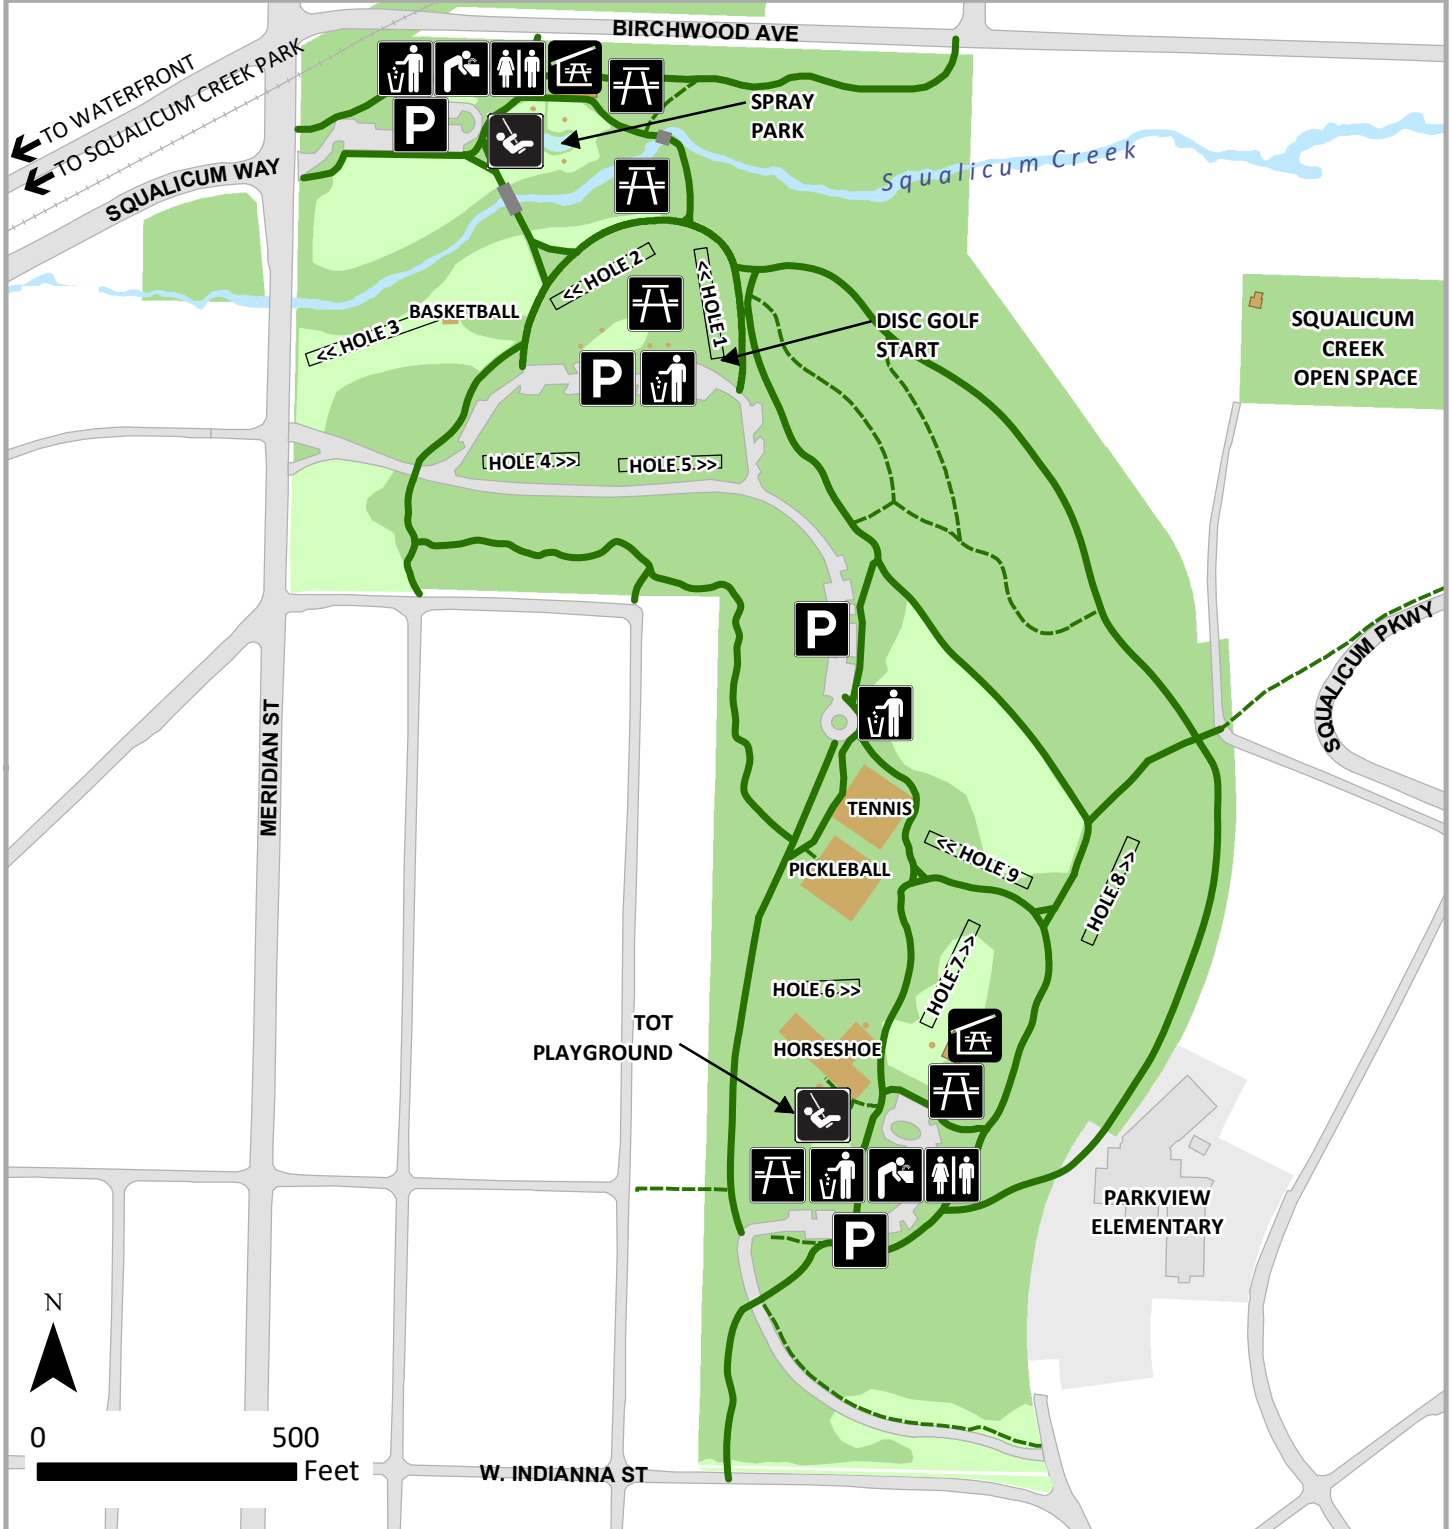 BIRCHWOOD AVE
TO WATERFRONT
TO SQUALICUM CREEK PARK
SQUALICUM WAY
P
SPRAY
PARK
Squalicum Creek
<< HOLE 2
<< HOLE 1
BASKETBALL
<< HOLE 3
DISC GOLF
START
SQUALICUM
CREEK
OPEN SPACE
P
HOLE 4 >>
HOLE 5 >>
P
SQUALICUM PKWY
MERIDIAN ST
TENNIS
PICKLEBALL
<< HOLE 9
HOLE 8 >>
HOLE 7 >>
HOLE 6 >>
TOT
PLAYGROUND
HORSESHOE
PARKVIEW
ELEMENTARY
P
N
0 500
Feet
W. INDIANNA ST